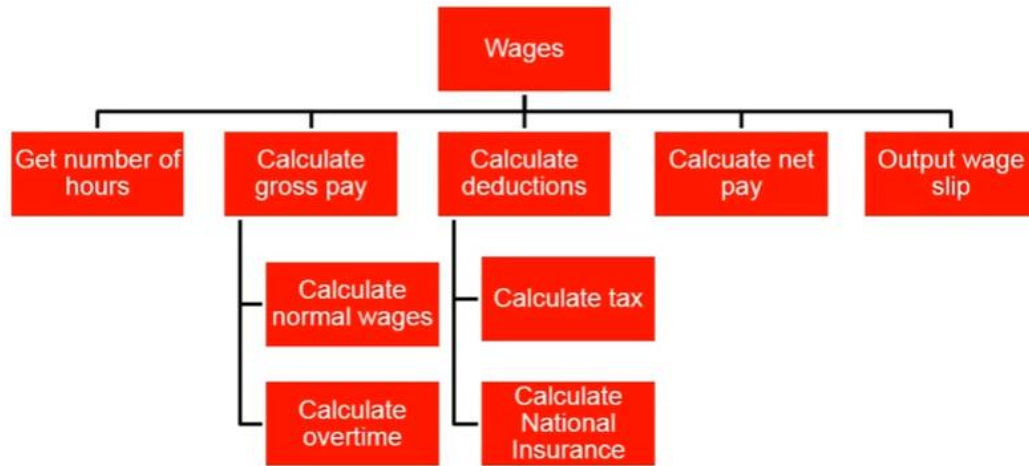 Wages
Get number of
hours
Calculate
gross pay
Calculate
deductions
Calcuate net
pay
Output wage
slip
Calculate
normal wages
Calculate tax
Calculate
overtime
Calculate
National
Insurance